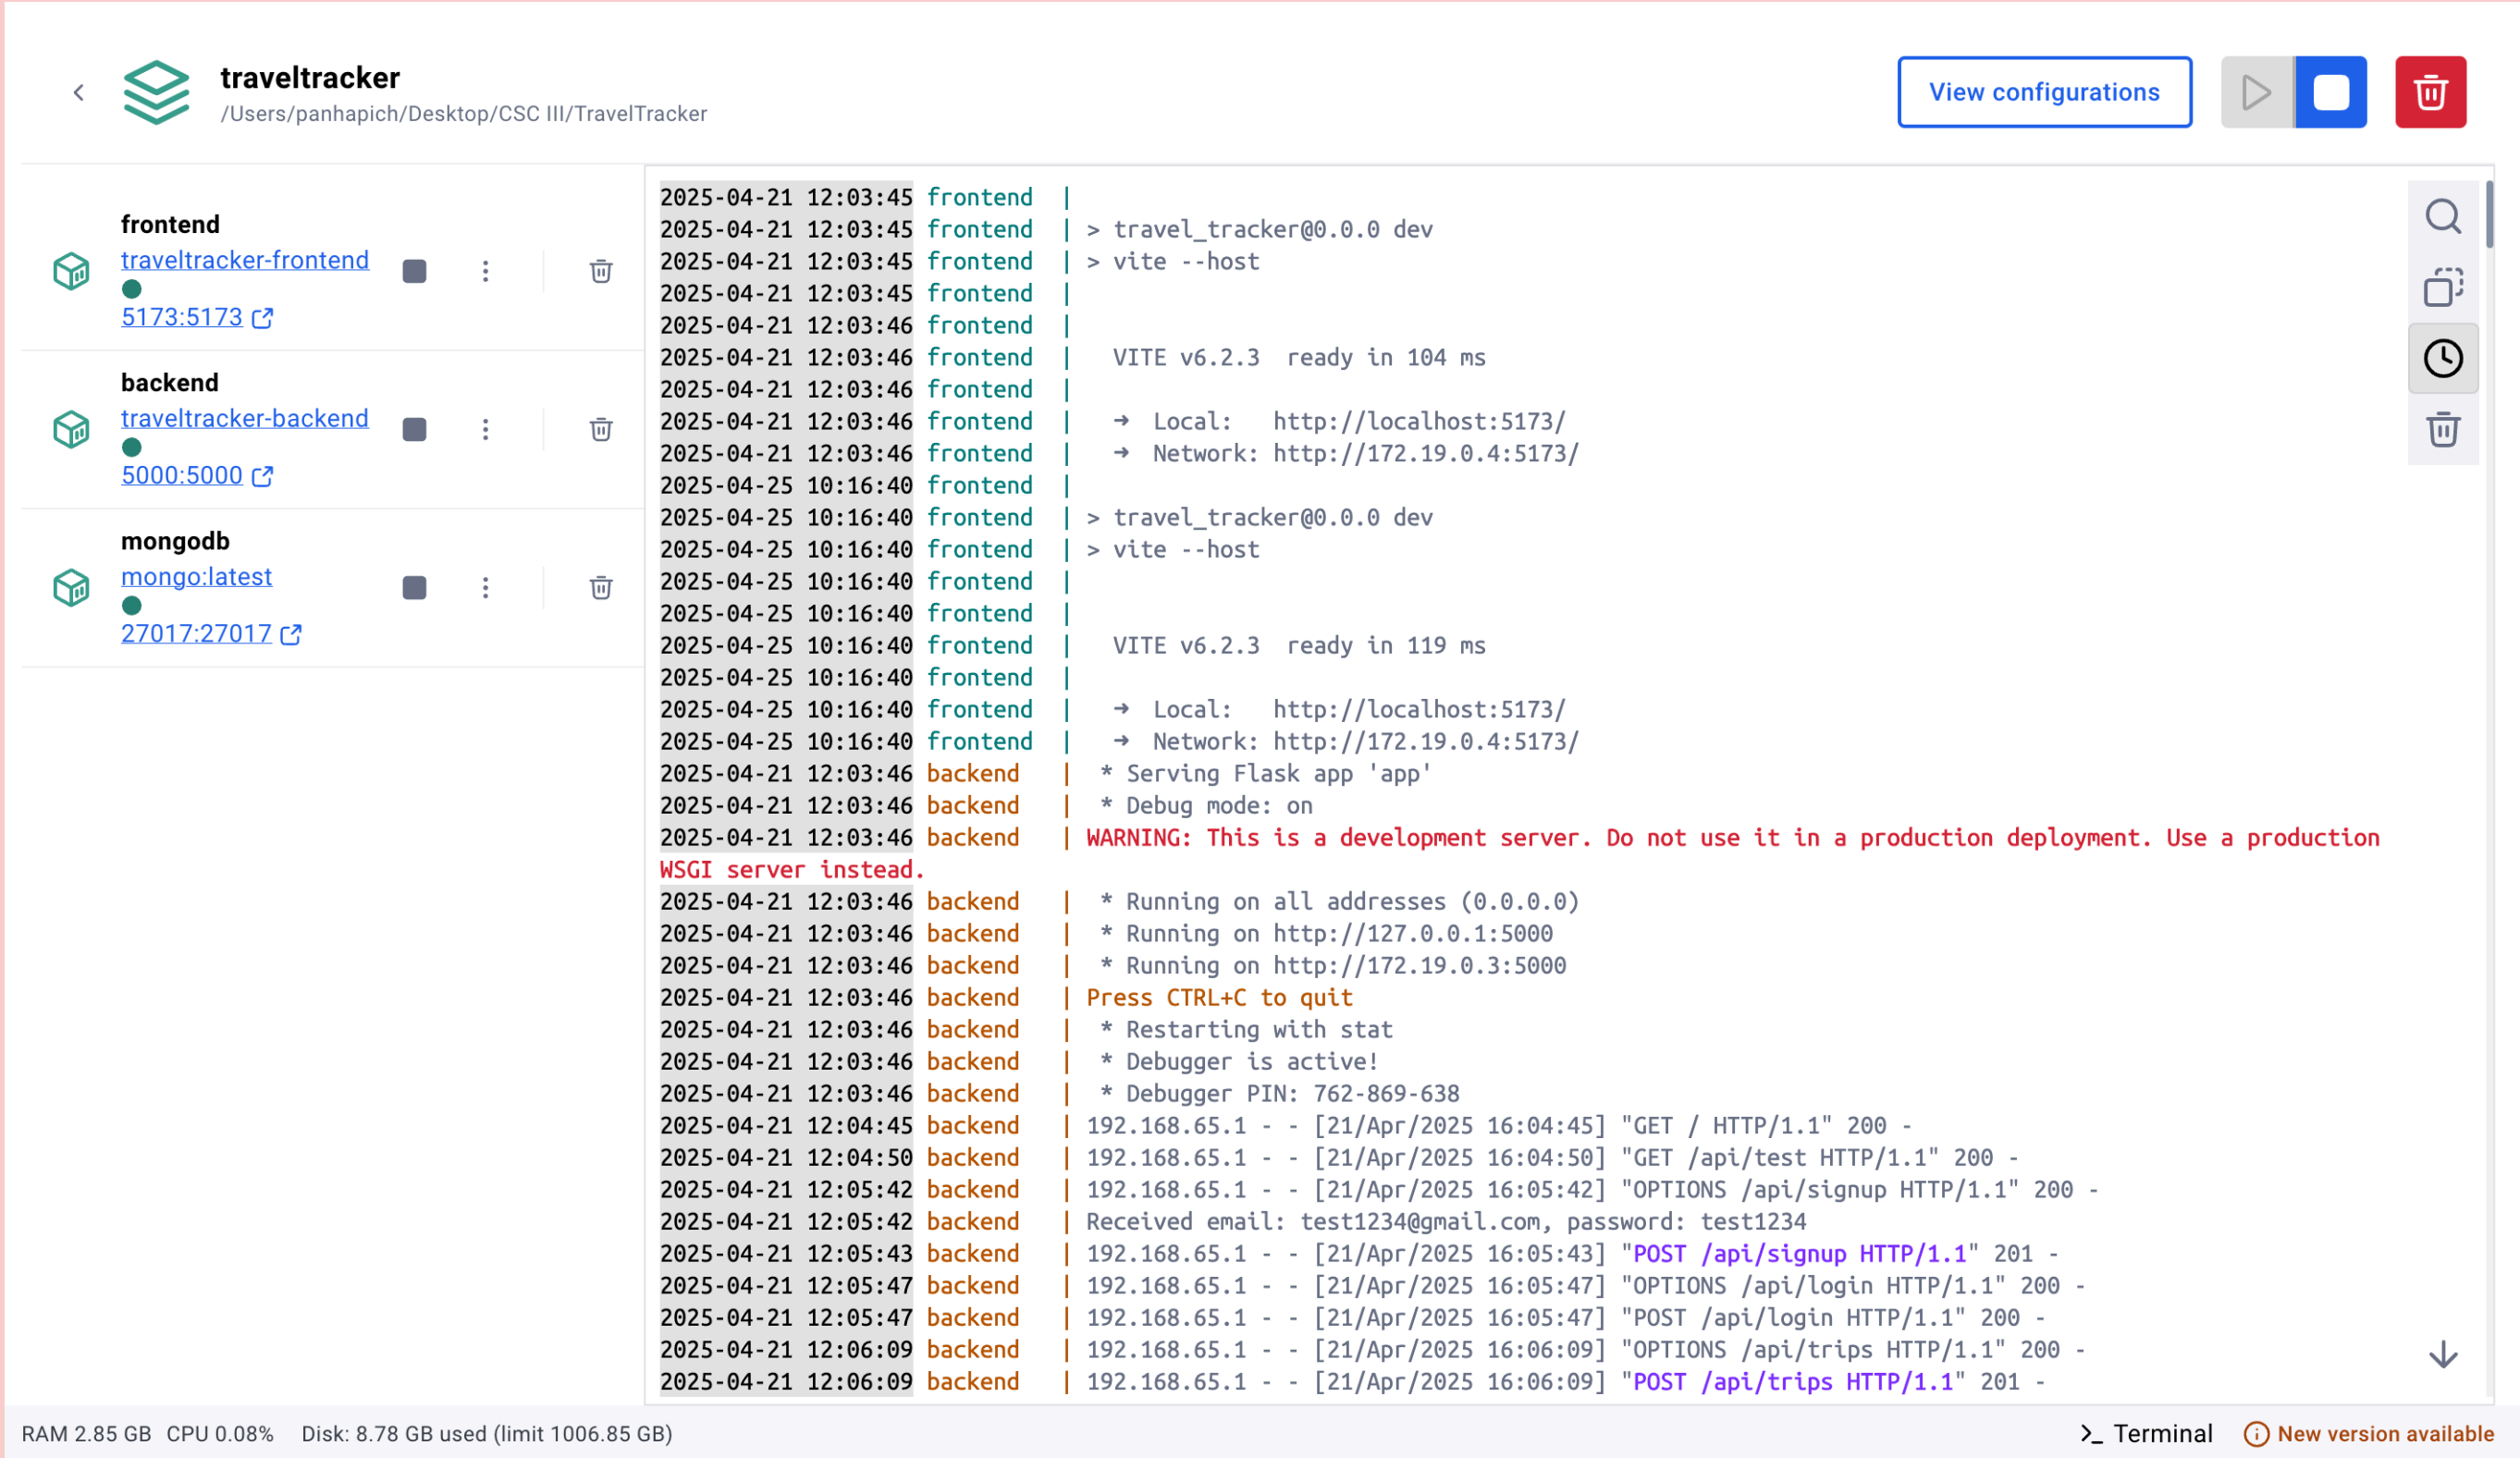 traveltracker
/Users/panhapich/Desktop/CSC III/TravelTracker
View configurations
frontend
traveltracker-frontend
5173:5173
backend
traveltracker-backend
5000:5000
mongodb
mongo:latest
27017:27017
2025-04-21 12:03:45 frontend |
2025-04-21 12:03:45 frontend | > travel_tracker@0.0.0 dev
2025-04-21 12:03:45 frontend | > vite --host
2025-04-21 12:03:45 frontend |
2025-04-21 12:03:46 frontend |
2025-04-21 12:03:46 frontend | VITE v6.2.3 ready in 104 ms
2025-04-21 12:03:46 frontend |
2025-04-21 12:03:46 frontend | ➜ Local: http://localhost:5173/
2025-04-21 12:03:46 frontend | ➜ Network: http://172.19.0.4:5173/
2025-04-25 10:16:40 frontend |
2025-04-25 10:16:40 frontend | > travel_tracker@0.0.0 dev
2025-04-25 10:16:40 frontend | > vite --host
2025-04-25 10:16:40 frontend |
2025-04-25 10:16:40 frontend |
2025-04-25 10:16:40 frontend | VITE v6.2.3 ready in 119 ms
2025-04-25 10:16:40 frontend |
2025-04-25 10:16:40 frontend | ➜ Local: http://localhost:5173/
2025-04-25 10:16:40 frontend | ➜ Network: http://172.19.0.4:5173/
2025-04-21 12:03:46 backend | * Serving Flask app 'app'
2025-04-21 12:03:46 backend | * Debug mode: on
2025-04-21 12:03:46 backend | WARNING: This is a development server. Do not use it in a production deployment. Use a production
WSGI server instead.
2025-04-21 12:03:46 backend | * Running on all addresses (0.0.0.0)
2025-04-21 12:03:46 backend | * Running on http://127.0.0.1:5000
2025-04-21 12:03:46 backend | * Running on http://172.19.0.3:5000
2025-04-21 12:03:46 backend | Press CTRL+C to quit
2025-04-21 12:03:46 backend | * Restarting with stat
2025-04-21 12:03:46 backend | * Debugger is active!
2025-04-21 12:03:46 backend | * Debugger PIN: 762-869-638
2025-04-21 12:04:45 backend | 192.168.65.1 - - [21/Apr/2025 16:04:45] "GET / HTTP/1.1" 200 -
2025-04-21 12:04:50 backend | 192.168.65.1 - - [21/Apr/2025 16:04:50] "GET /api/test HTTP/1.1" 200 -
2025-04-21 12:05:42 backend | 192.168.65.1 - - [21/Apr/2025 16:05:42] "OPTIONS /api/signup HTTP/1.1" 200 -
2025-04-21 12:05:42 backend | Received email: test1234@gmail.com, password: test1234
2025-04-21 12:05:43 backend | 192.168.65.1 - - [21/Apr/2025 16:05:43] "POST /api/signup HTTP/1.1" 201 -
2025-04-21 12:05:47 backend | 192.168.65.1 - - [21/Apr/2025 16:05:47] "OPTIONS /api/login HTTP/1.1" 200 -
2025-04-21 12:05:47 backend | 192.168.65.1 - - [21/Apr/2025 16:05:47] "POST /api/login HTTP/1.1" 200 -
2025-04-21 12:06:09 backend | 192.168.65.1 - - [21/Apr/2025 16:06:09] "OPTIONS /api/trips HTTP/1.1" 200 -
2025-04-21 12:06:09 backend | 192.168.65.1 - - [21/Apr/2025 16:06:09] "POST /api/trips HTTP/1.1" 201 -
RAM 2.85 GB CPU 0.08% Disk: 8.78 GB used (limit 1006.85 GB)
>_ Terminal New version available